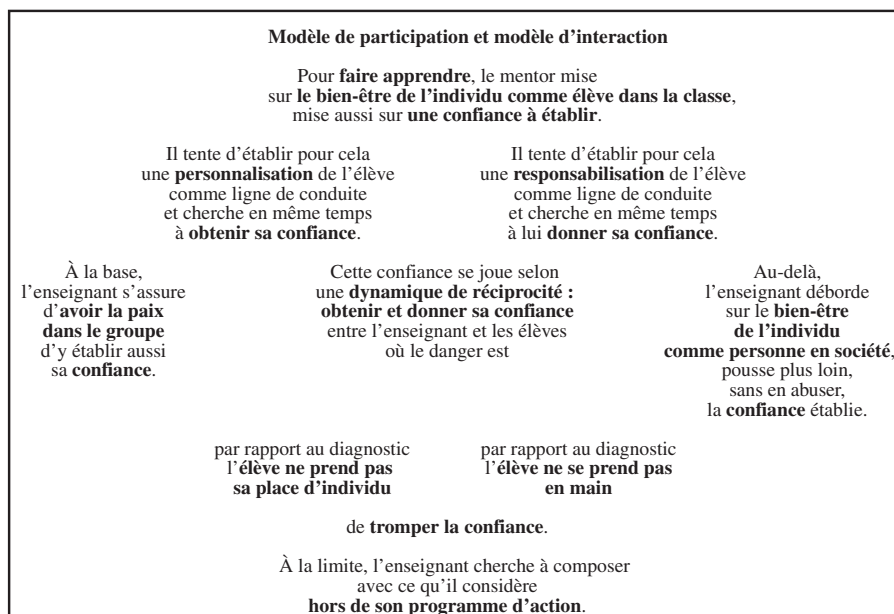 Modèle de participation et modèle d'interaction
Pour faire apprendre, le mentor mise
sur le bien-être de l'individu comme élève dans la classe,
mise aussi sur une confiance à établir.
Il tente d'établir pour cela
une personnalisation de l'élève
comme ligne de conduite
et cherche en même temps
à obtenir sa confiance.
Il tente d'établir pour cela
une responsabilisation de l'élève
comme ligne de conduite
et cherche en même temps
à lui donner sa confiance.
À la base,
l'enseignant s'assure
d'avoir la paix
dans le groupe
d'y établir aussi
sa confiance.
Cette confiance se joue selon
une dynamique de réciprocité :
obtenir et donner sa confiance
entre l'enseignant et les élèves
où le danger est
Au-delà,
l'enseignant déborde
sur le bien-être
de l'individu
comme personne en société,
pousse plus loin,
sans en abuser,
la confiance établie.
par rapport au diagnostic
l'élève ne prend pas
sa place d'individu
par rapport au diagnostic
l'élève ne se prend pas
en main
de tromper la confiance.
À la limite, l'enseignant cherche à composer
avec ce qu'il considère
hors de son programme d'action.